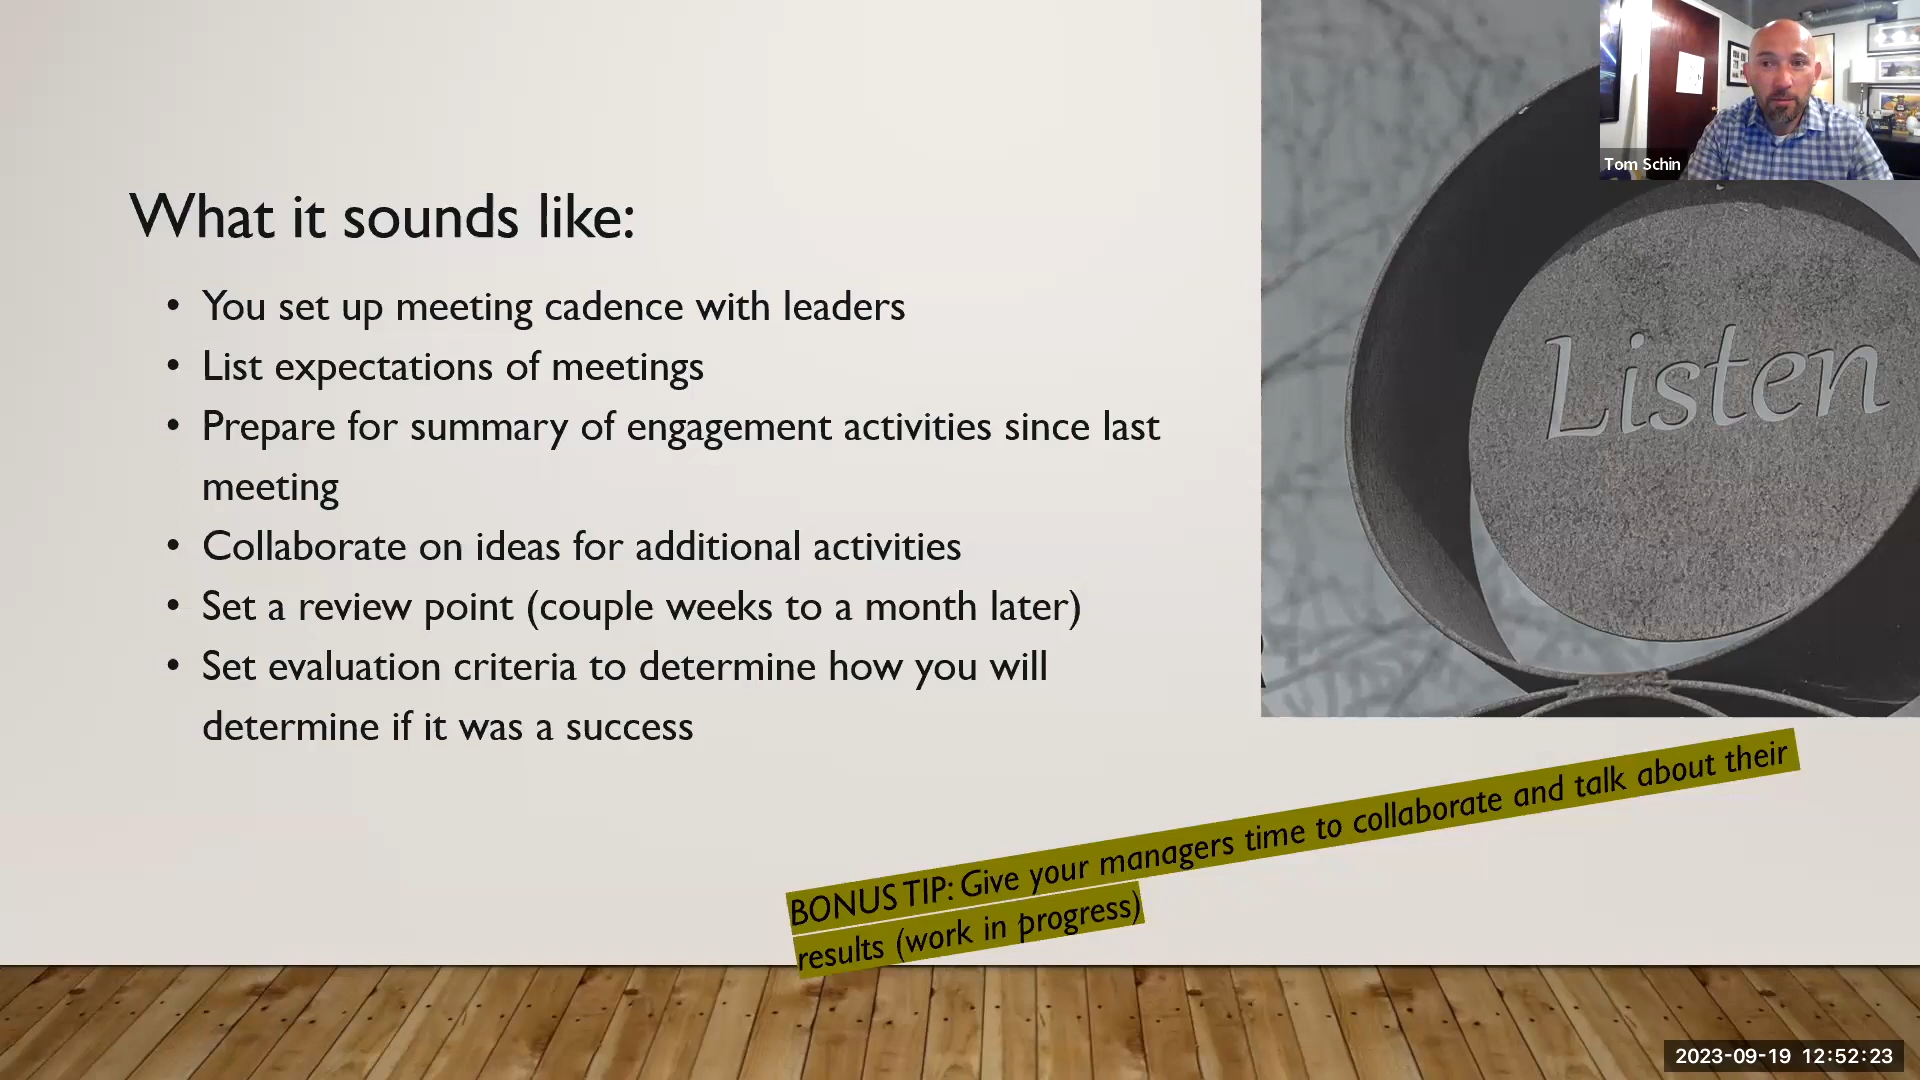 What it sounds like:
• You set up meeting cadence with leaders
• List expectations of meetings
• Prepare for summary of engagement activities since last
meeting
• Collaborate on ideas for additional activities
• Set a review point (couple weeks to a month later)
• Set evaluation criteria to determine how you will
determine if it was a success
Listen
Tom Schin
BONUS TIP: Give your managers time to collaborate and talk about their
results (work in progress)
2023-09-19 12:52:23